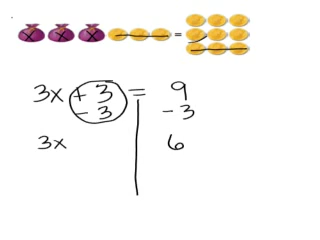 x x x =
3x + 3 = 9
- 3 - 3
3x 6